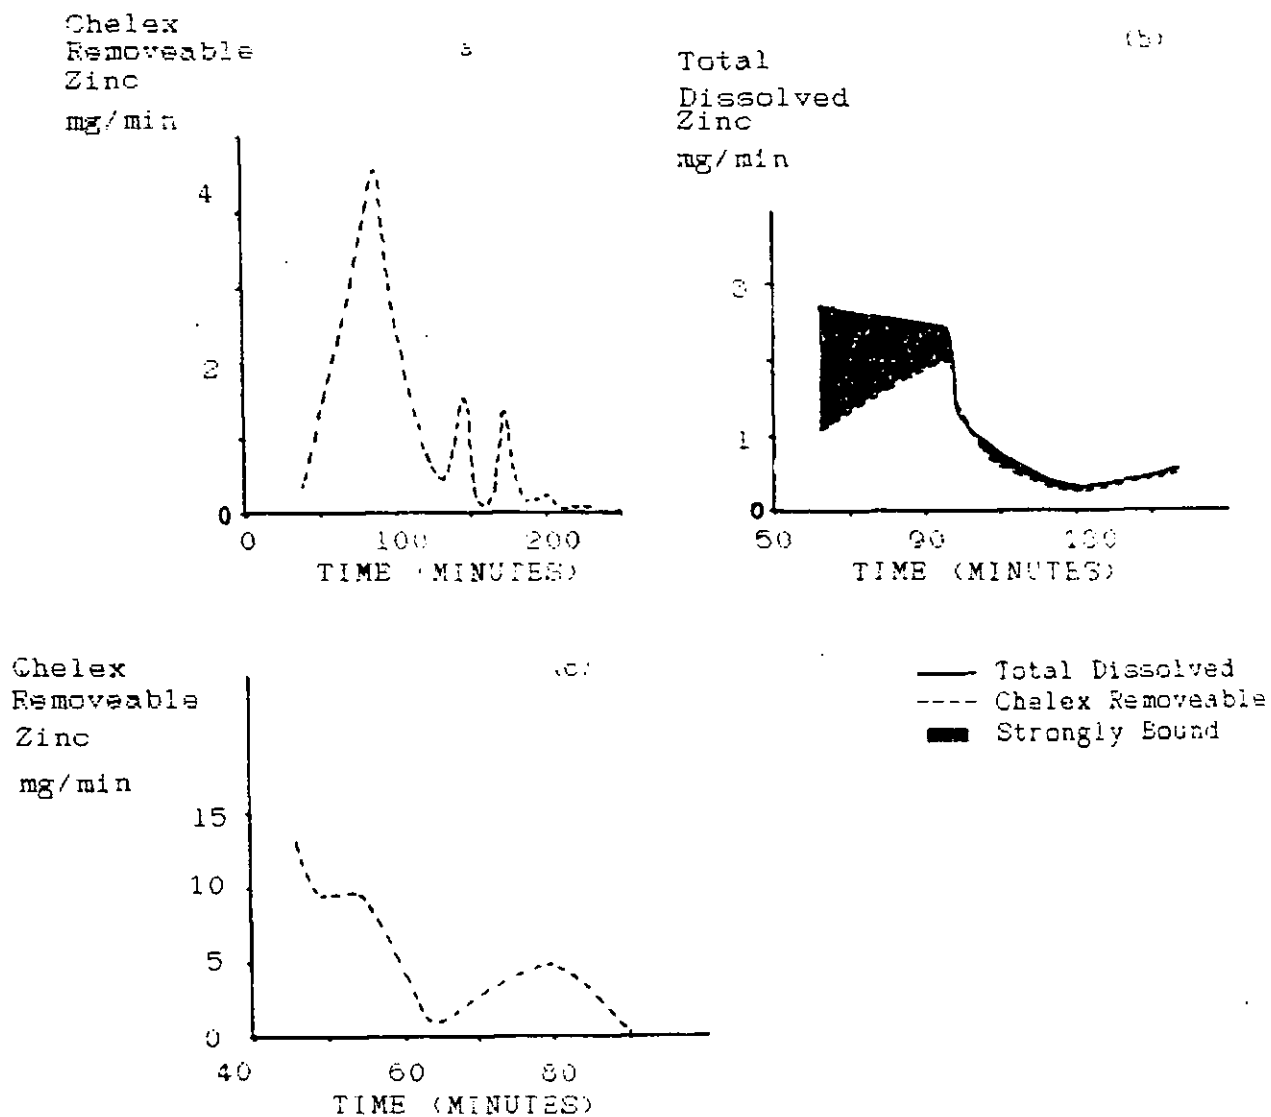 Chelex
Removeable
Zinc
mg/min
a
4
2
0
0 100 200
TIME (MINUTES)
(b)
Total
Dissolved
Zinc
mg/min
3
1
0
50 90 130
TIME (MINUTES)
(c)
Chelex
Removeable
Zinc
mg/min
15
10
5
0
40 60 80
TIME (MINUTES)
Total Dissolved
Chelex Removeable
Strongly Bound